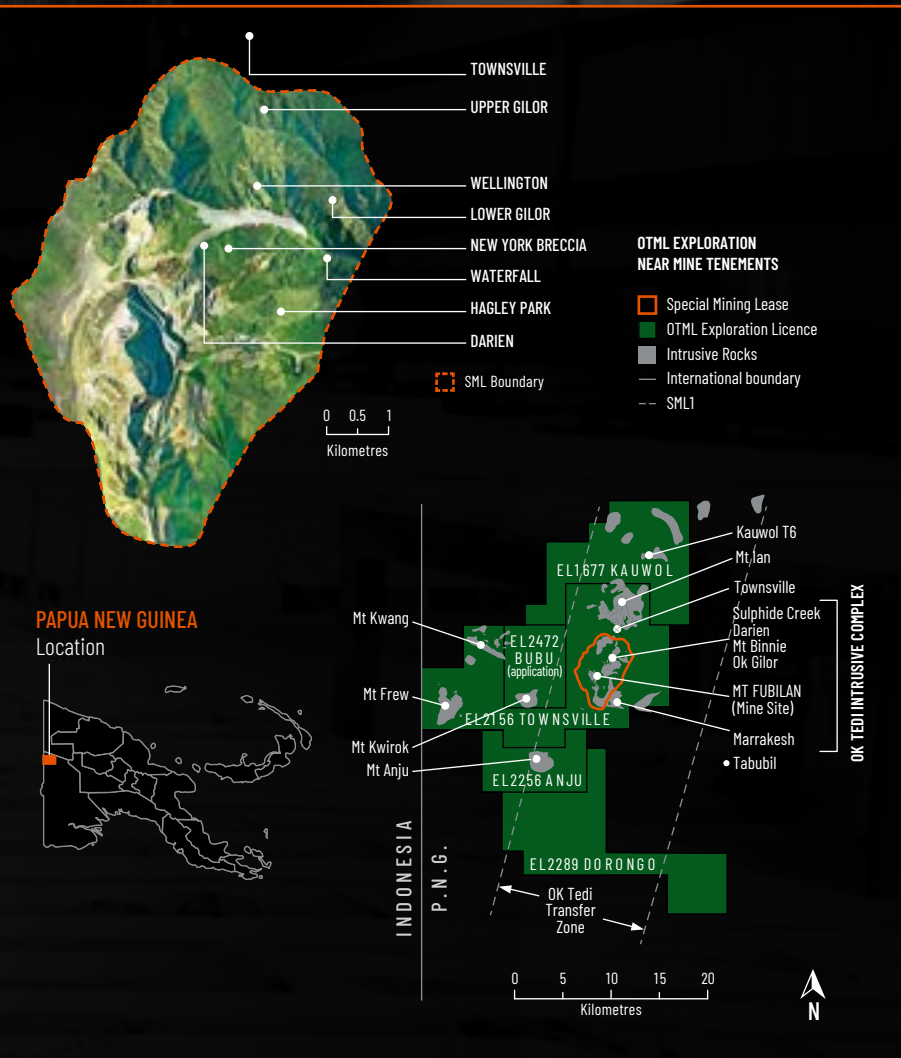 TOWNSVILLE
UPPER GILOR
WELLINGTON
LOWER GILOR
NEW YORK BRECCIA
WATERFALL
HAGLEY PARK
DARIEN
SML Boundary
0 0.5 1
Kilometres
OTML EXPLORATION
NEAR MINE TENEMENTS
Special Mining Lease
OTML Exploration Licence
Intrusive Rocks
International boundary
SML1
PAPUA NEW GUINEA
Location
Kauwol T6
Mt Ian
Townsville
Sulphide Creek
Darien
Mt Binnie
Ok Gilor
MT FUBILAN
(Mine Site)
Marrakesh
Tabubil
OK TEDI INTRUSIVE COMPLEX
Mt Kwang
Mt Frew
Mt Kwirok
Mt Anju
EL1677 KAUWOL
EL2472
BUBU
(application)
EL2156 TOWNSVILLE
EL2256 ANJU
EL2289 DORONGO
INDONESIA
P.N.G.
OK Tedi
Transfer
Zone
0 5 10 15 20
Kilometres
N